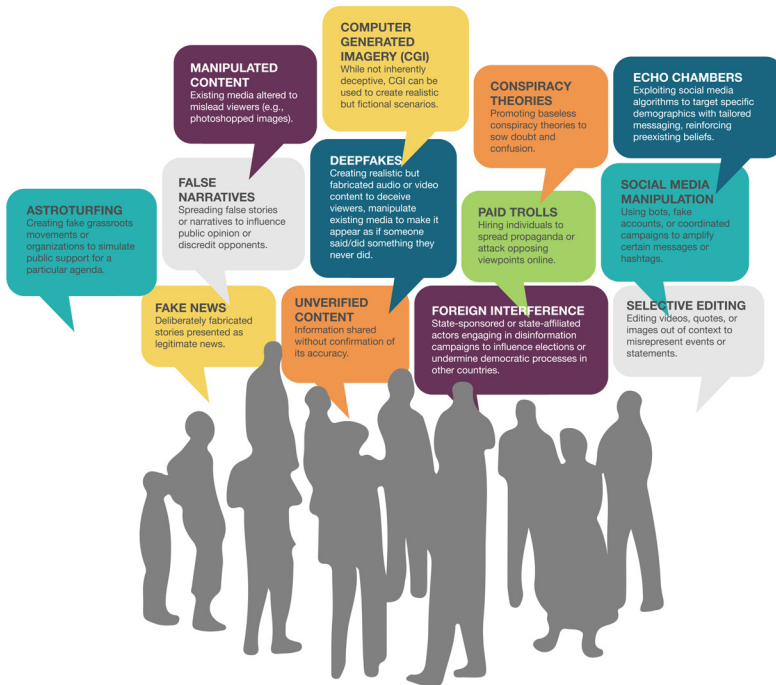 COMPUTER
GENERATED
IMAGERY (CGI)
While not inherently
deceptive, CGI can be
used to create realistic
but fictional scenarios.
MANIPULATED
CONTENT
Existing media altered to
mislead viewers (e.g.,
photoshopped images).
CONSPIRACY
THEORIES
Promoting baseless
conspiracy theories to
sow doubt and
confusion.
ECHO CHAMBERS
Exploiting social media
algorithms to target specific
demographics with tailored
messaging, reinforcing
preexisting beliefs.
ASTROTURFING
Creating fake grassroots
movements or
organizations to simulate
public support for a
particular agenda.
FALSE
NARRATIVES
Spreading false stories
or narratives to influence
public opinion or
discredit opponents.
DEEPFAKES
Creating realistic but
fabricated audio or video
content to deceive
viewers, manipulate
existing media to make it
appear as if someone
said/did something they
never did.
PAID TROLLS
Hiring individuals to
spread propaganda or
attack opposing
viewpoints online.
SOCIAL MEDIA
MANIPULATION
Using bots, fake
accounts, or coordinated
campaigns to amplify
certain messages or
hashtags.
FAKE NEWS
Deliberately fabricated
stories presented as
legitimate news.
UNVERIFIED
CONTENT
Information shared
without confirmation of
its accuracy.
FOREIGN INTERFERENCE
State-sponsored or state-affiliated
actors engaging in disinformation
campaigns to influence elections or
undermine democratic processes in
other countries.
SELECTIVE EDITING
Editing videos, quotes, or
images out of context to
misrepresent events or
statements.